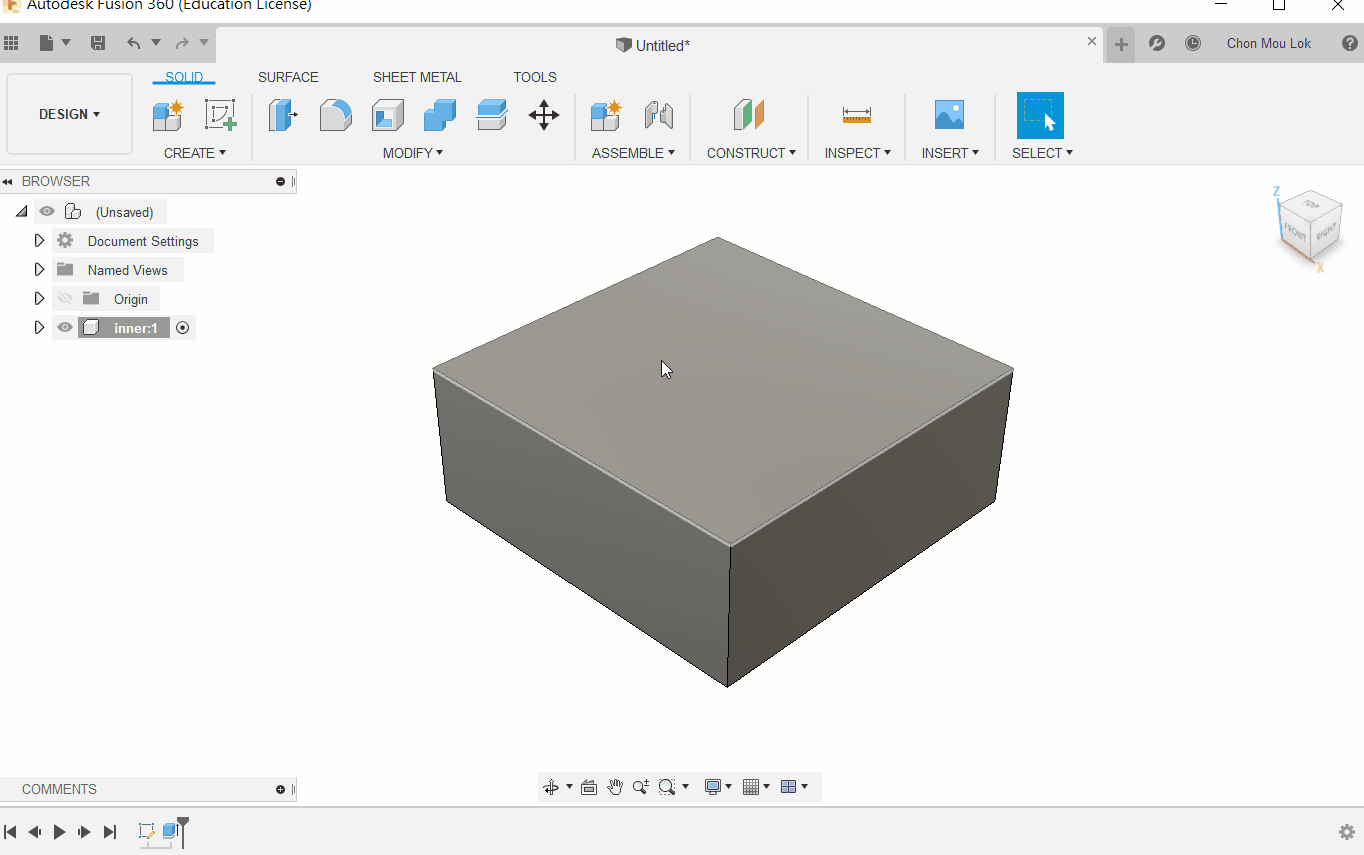 Autodesk Fusion 360 (Education License)
Untitled*
Chon Mou Lok
SOLID SURFACE SHEET METAL TOOLS
DESIGN
CREATE MODIFY ASSEMBLE CONSTRUCT INSPECT INSERT SELECT
BROWSER
(Unsaved)
Document Settings
Named Views
Origin
inner:1
Z
TOP
FRONT
RIGHT
X
COMMENTS